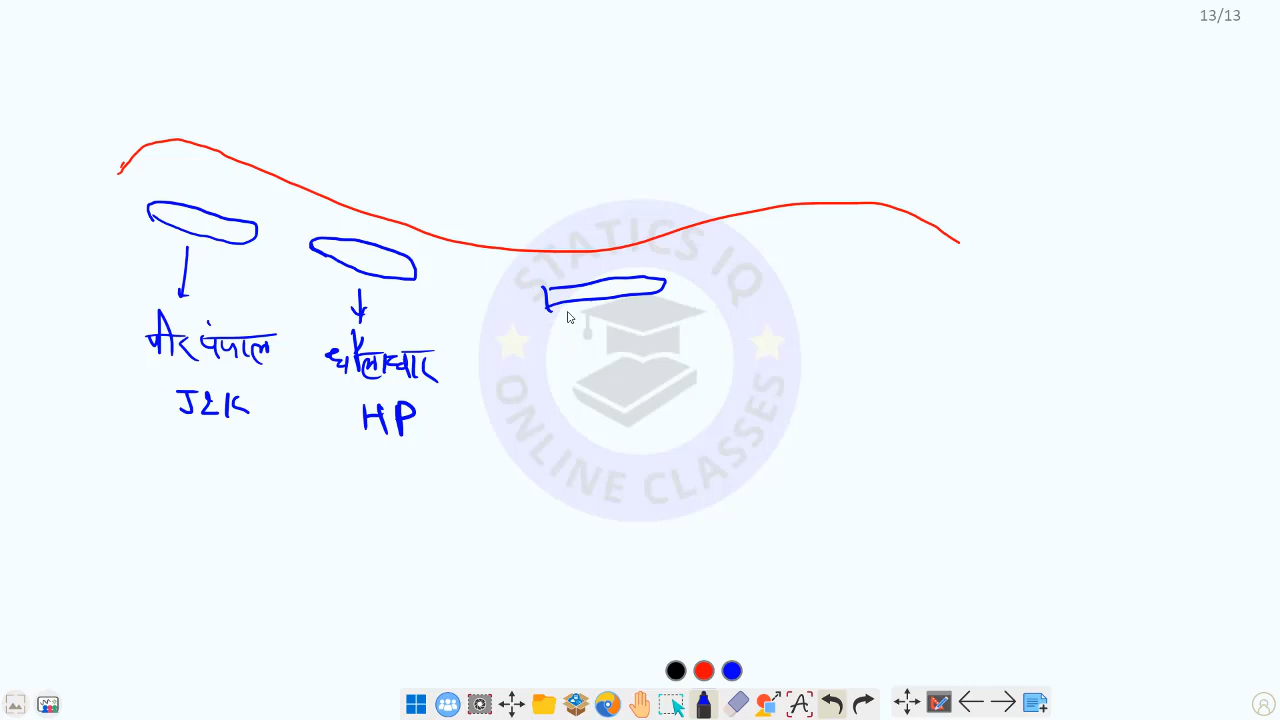 13/13
STATICS IQ
ONLINE CLASSES
पीर पंजाल
J&K
धौलाधार
HP